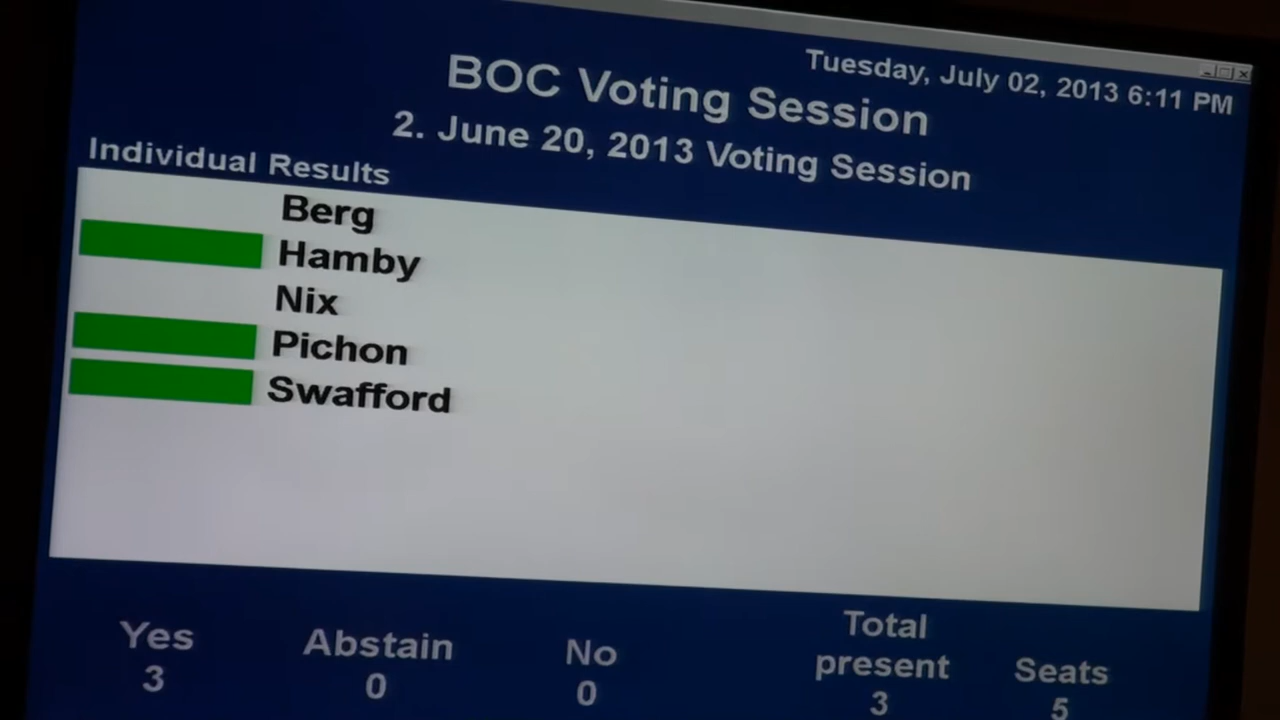 Tuesday, July 02, 2013 6:11 PM
BOC Voting Session
2. June 20, 2013 Voting Session
Individual Results
Berg
Hamby
Nix
Pichon
Swafford
Yes
3
Abstain
0
No
0
Total
present
3
Seats
5